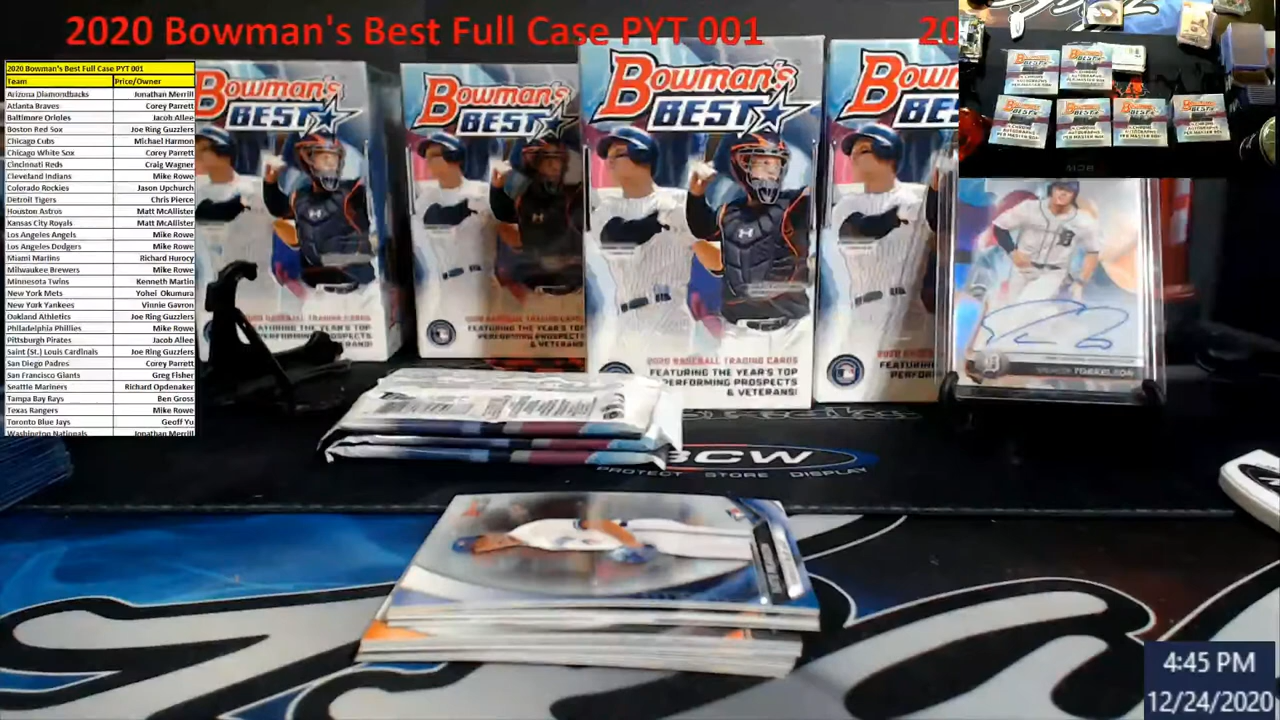 2020 Bowman's Best Full Case PYT 001
20
2020 Bowman's Best Full Case PYT 001
Team Price/Owner
Arizona Diamondbacks Jonathan Merrill
Atlanta Braves Corey Parrett
Baltimore Orioles Jacob Allee
Boston Red Sox Joe Ring Guzzlers
Chicago Cubs Michael Harmon
Chicago White Sox Corey Parrett
Cincinnati Reds Craig Wagner
Cleveland Indians Mike Rowe
Colorado Rockies Jason Upchurch
Detroit Tigers Chris Pierce
Houston Astros Matt McAllister
Kansas City Royals Matt McAllister
Los Angeles Angels Mike Rowe
Los Angeles Dodgers Mike Rowe
Miami Marlins Richard Hurocy
Milwaukee Brewers Mike Rowe
Minnesota Twins Kenneth Martin
New York Mets Yohei Okumura
New York Yankees Vinnie Gavron
Oakland Athletics Joe Ring Guzzlers
Philadelphia Phillies Mike Rowe
Pittsburgh Pirates Jacob Allee
Saint (St.) Louis Cardinals Joe Ring Guzzlers
San Diego Padres Corey Parrett
San Francisco Giants Greg Fisher
Seattle Mariners Richard Opdenaker
Tampa Bay Rays Ben Gross
Texas Rangers Mike Rowe
Toronto Blue Jays Geoff Yu
Washington Nationals Jonathan Merrill
Bowman's
BEST
Bowman's
BEST
Bowman's
BEST
2020 BASEBALL TRADING CARDS
FEATURING THE YEAR'S TOP
PERFORMING PROSPECTS
& VETERANS!
Bowm
BES
BCW
PROTECT STORE DISPLAY
TORKELSON
4:45 PM
12/24/2020